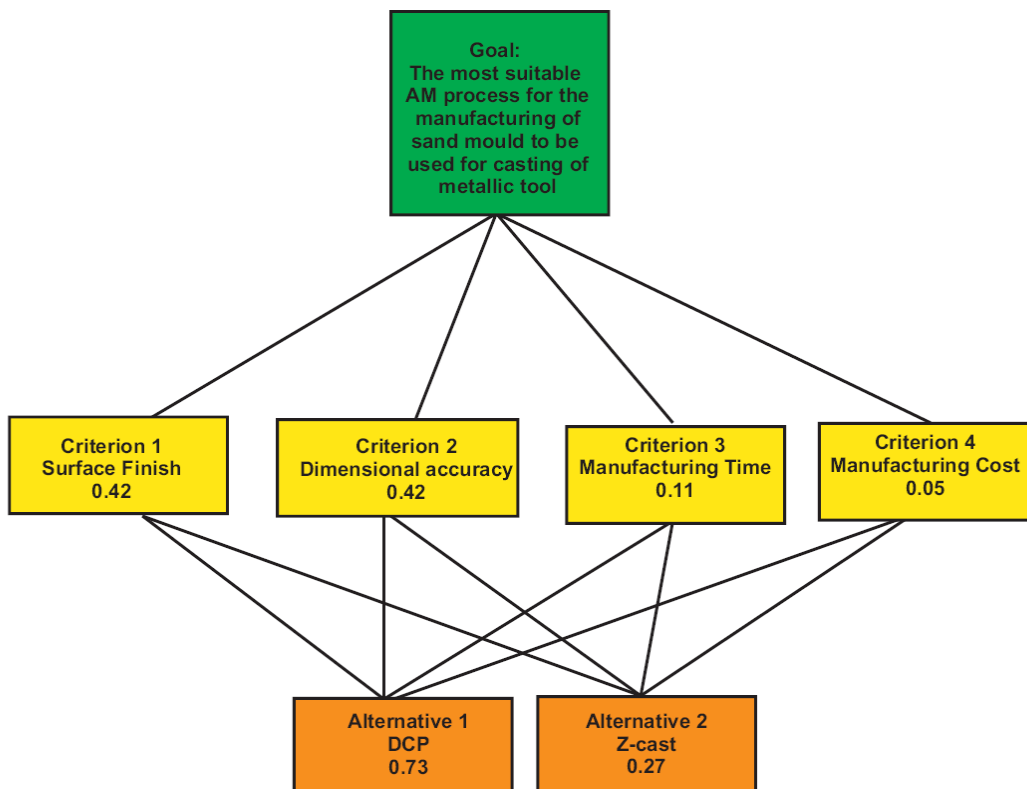 Goal:
The most suitable
AM process for the
manufacturing of
sand mould to be
used for casting of
metallic tool
Criterion 1
Surface Finish
0.42
Criterion 2
Dimensional accuracy
0.42
Criterion 3
Manufacturing Time
0.11
Criterion 4
Manufacturing Cost
0.05
Alternative 1
DCP
0.73
Alternative 2
Z-cast
0.27